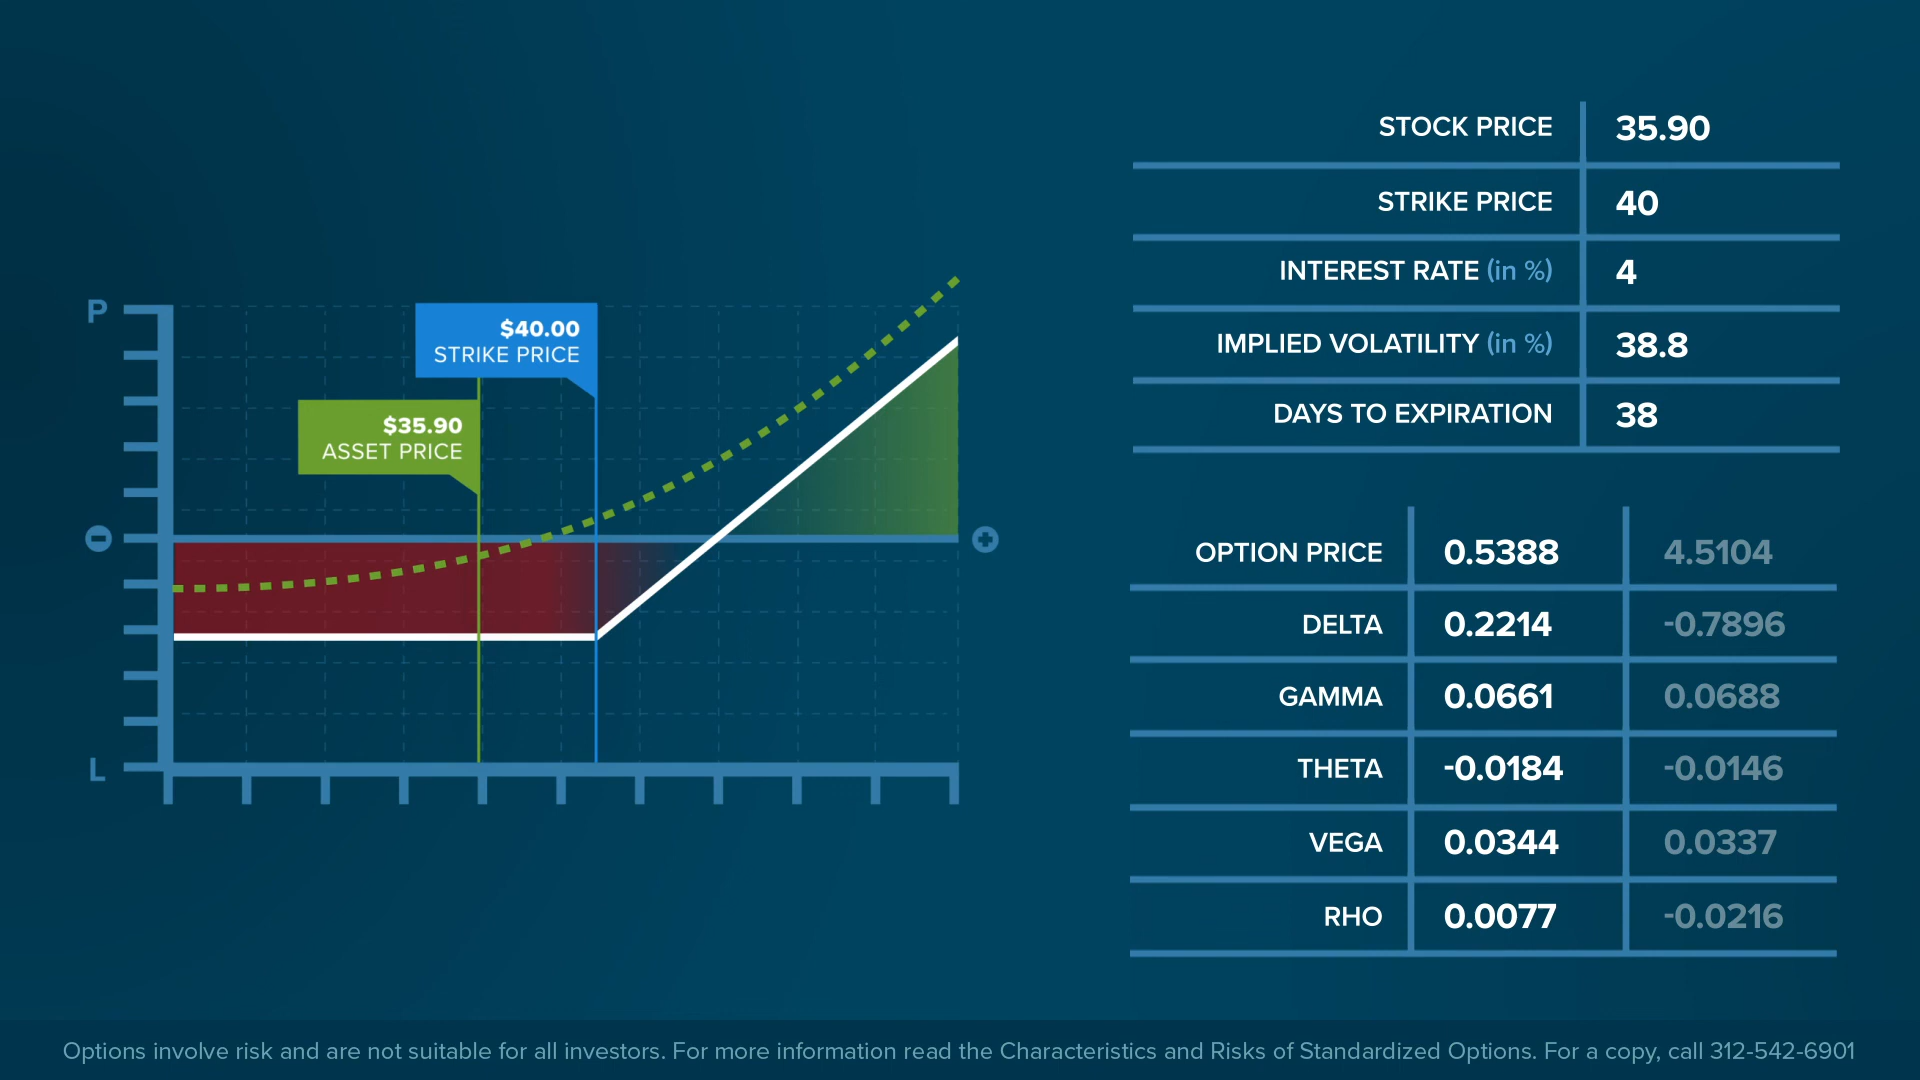 P
$40.00
STRIKE PRICE
$35.90
ASSET PRICE
L
STOCK PRICE 35.90
STRIKE PRICE 40
INTEREST RATE (in %) 4
IMPLIED VOLATILITY (in %) 38.8
DAYS TO EXPIRATION 38
OPTION PRICE 0.5388 4.5104
DELTA 0.2214 -0.7896
GAMMA 0.0661 0.0688
THETA -0.0184 -0.0146
VEGA 0.0344 0.0337
RHO 0.0077 -0.0216
Options involve risk and are not suitable for all investors. For more information read the Characteristics and Risks of Standardized Options. For a copy, call 312-542-6901